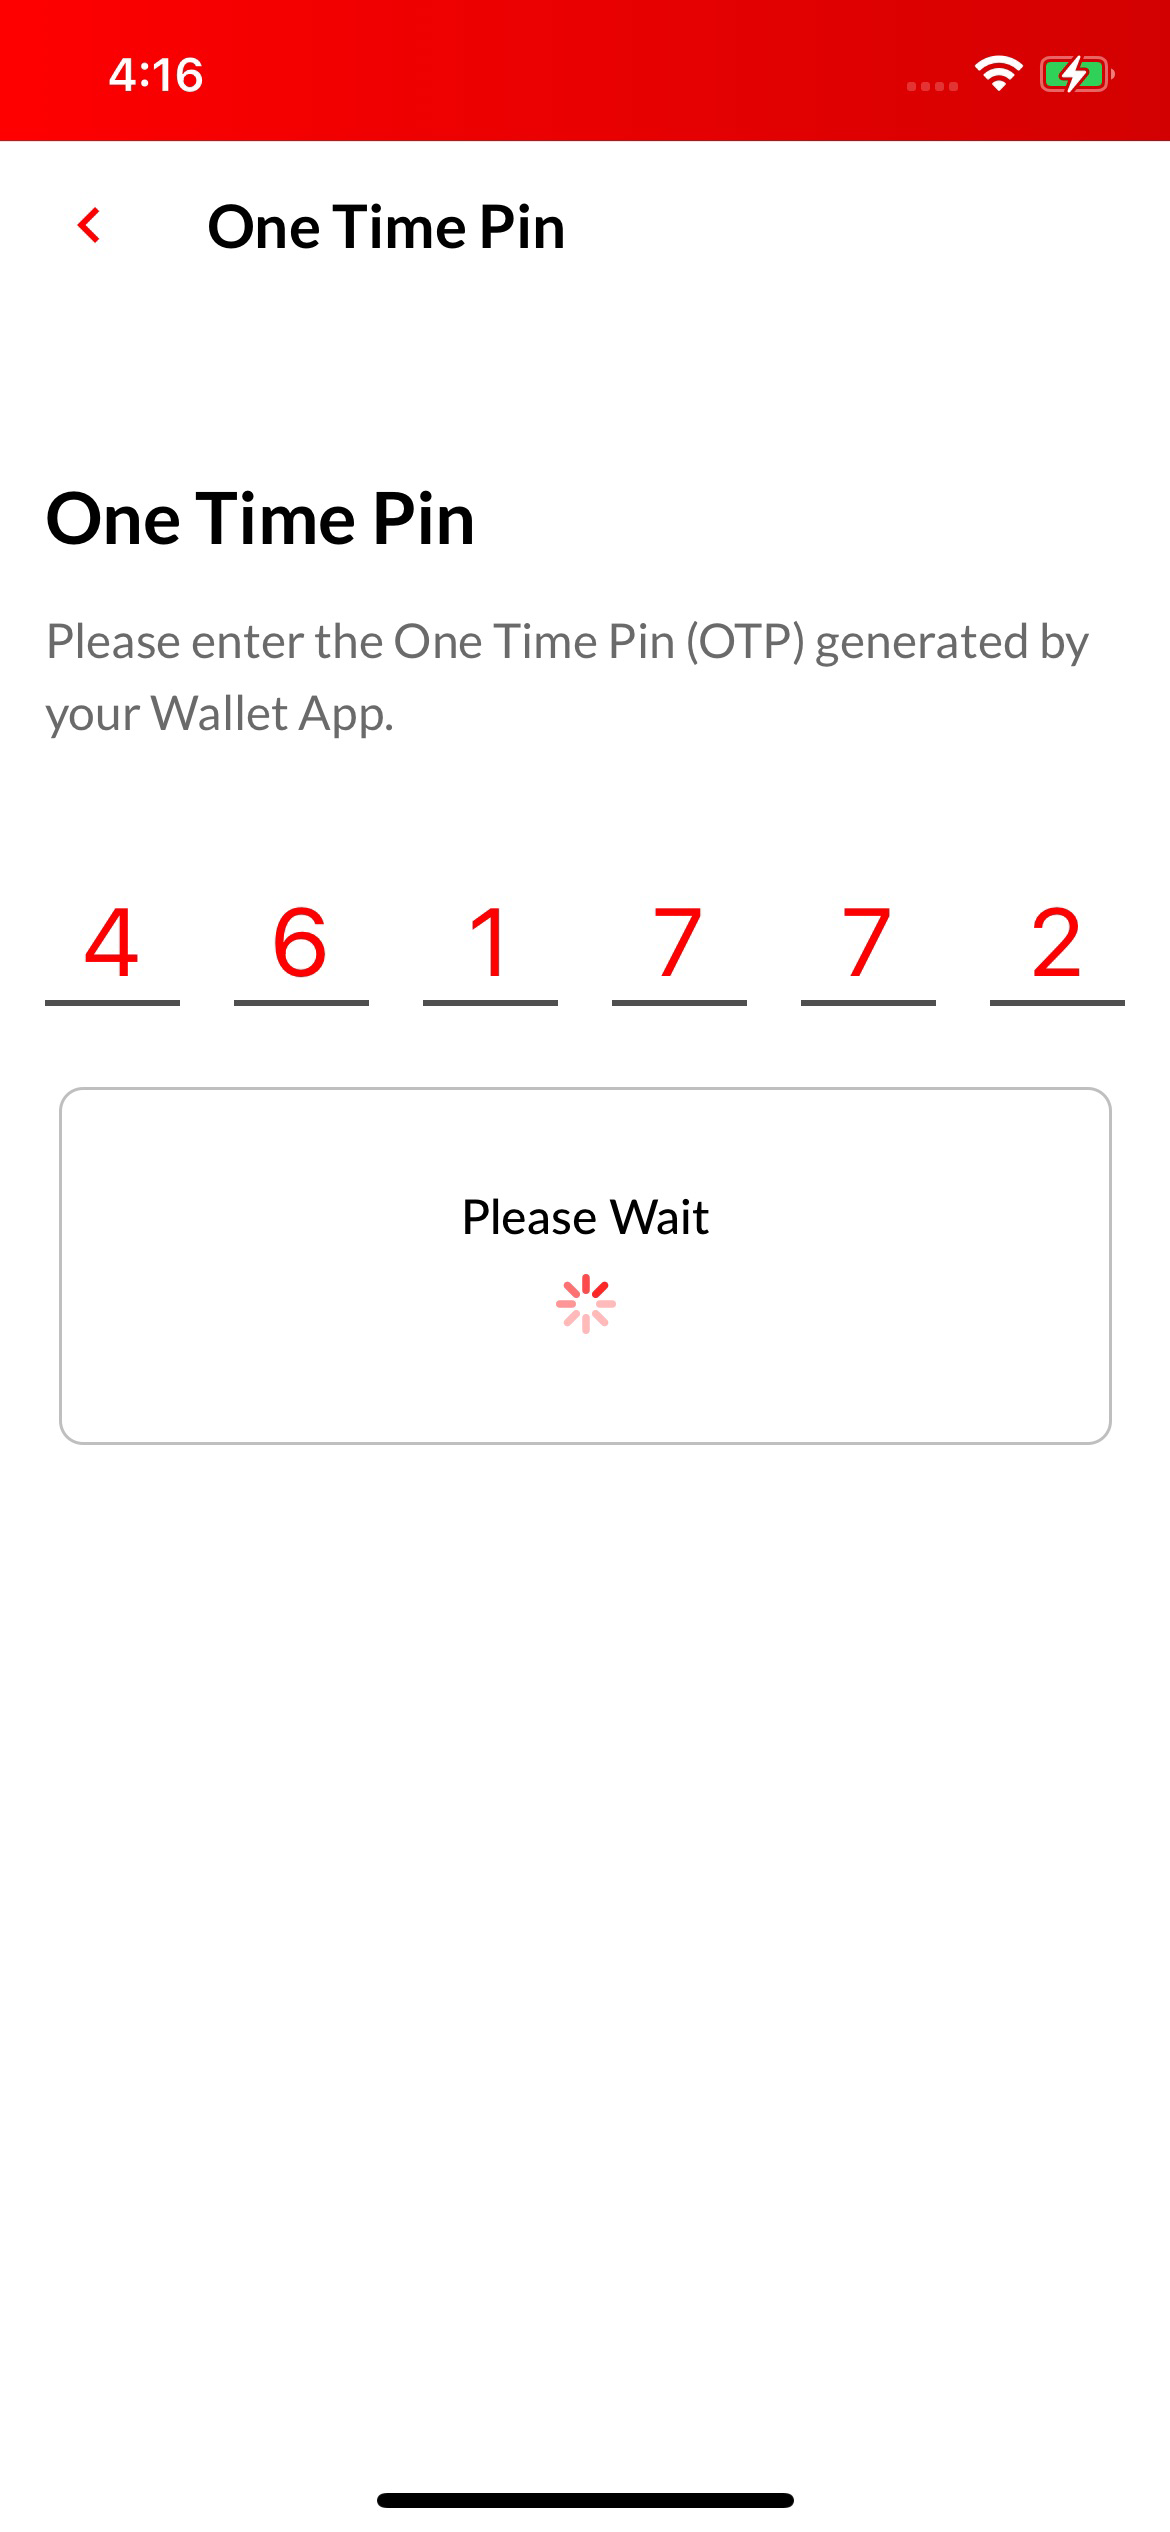 4:16
One Time Pin
One Time Pin
Please enter the One Time Pin (OTP) generated by
your Wallet App.
4 6 1 7 7 2
Please Wait